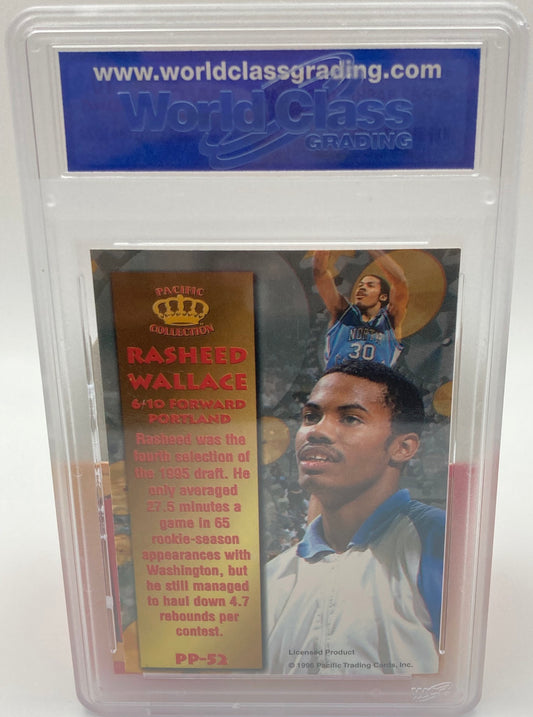 www.worldclassgrading.com
World Class
GRADING
PACIFIC
COLLECTION
RASHEED
WALLACE
6'10 FORWARD
PORTLAND
Rasheed was the
fourth selection of
the 1995 draft. He
only averaged
27.5 minutes a
game in 65
rookie-season
appearances with
Washington, but
he still managed
to haul down 4.7
rebounds per
contest.
PP-52
NORTH
30
Licensed Product
© 1996 Pacific Trading Cards, Inc.
WCG